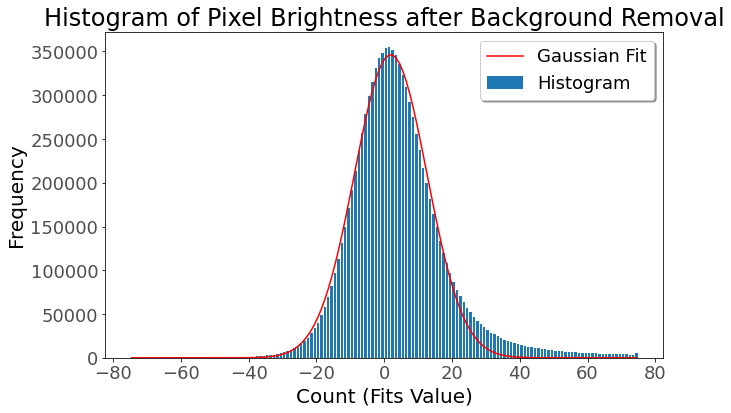 Histogram of Pixel Brightness after Background Removal
Gaussian Fit
Histogram
Frequency
350000
300000
250000
200000
150000
100000
50000
0
−80 −60 −40 −20 0 20 40 60 80
Count (Fits Value)